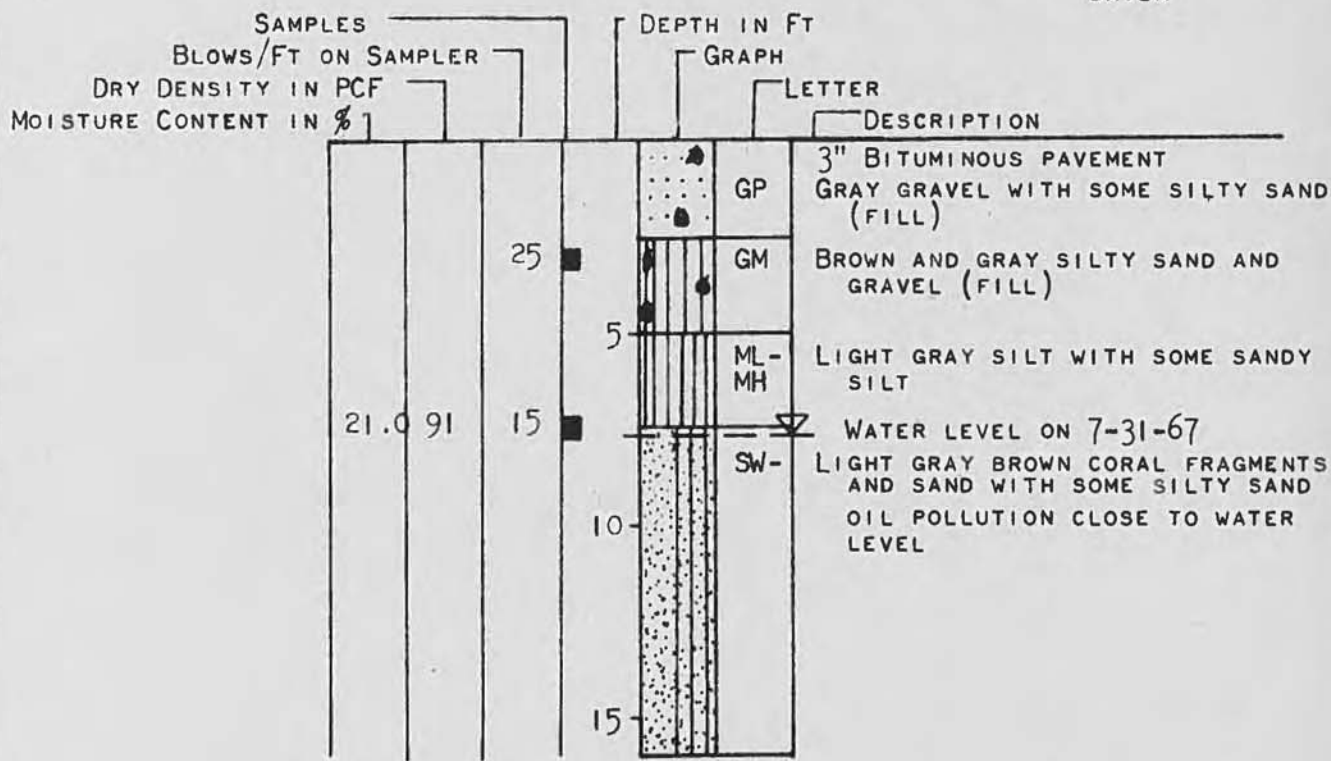 SAMPLES
BLOWS/FT ON SAMPLER
DRY DENSITY IN PCF
MOISTURE CONTENT IN %
DEPTH IN FT
GRAPH
LETTER
DESCRIPTION
3" BITUMINOUS PAVEMENT
GP GRAY GRAVEL WITH SOME SILTY SAND
(FILL)
25 GM BROWN AND GRAY SILTY SAND AND
GRAVEL (FILL)
5
ML- LIGHT GRAY SILT WITH SOME SANDY
MH SILT
21.0 91 15 WATER LEVEL ON 7-31-67
SW- LIGHT GRAY BROWN CORAL FRAGMENTS
AND SAND WITH SOME SILTY SAND
10 OIL POLLUTION CLOSE TO WATER
LEVEL
15